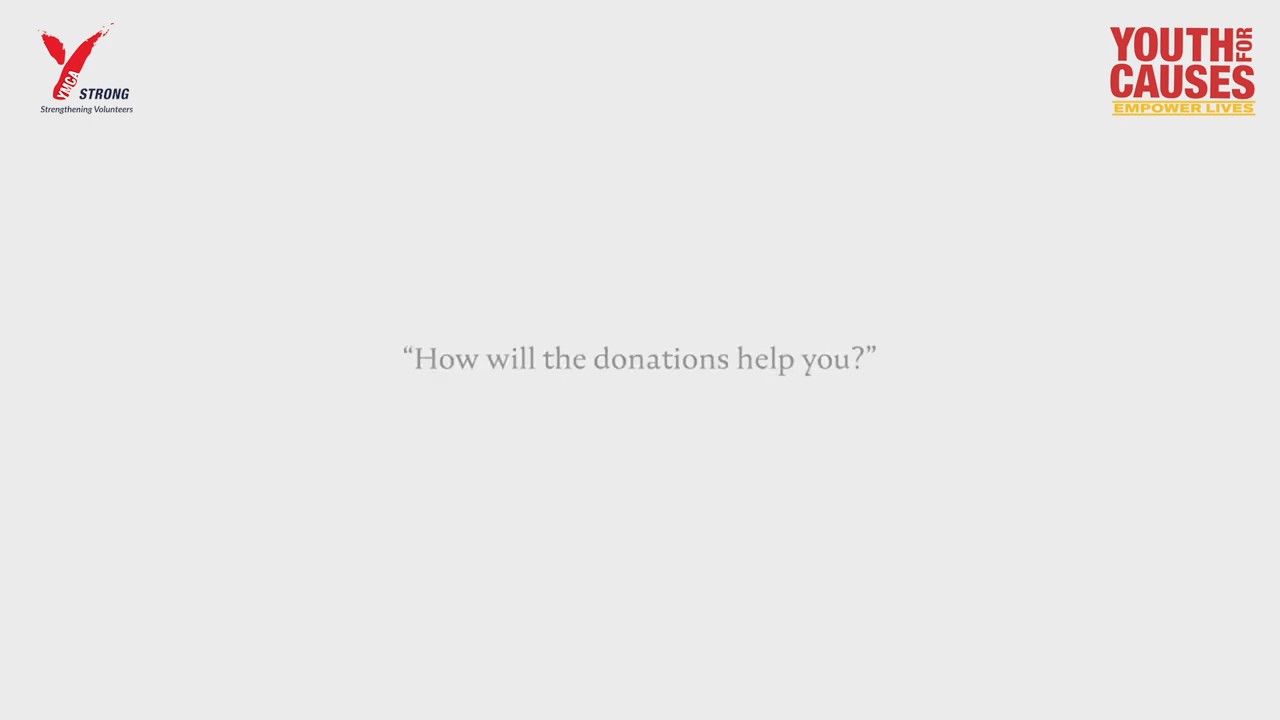 YMCA
STRONG
Strengthening Volunteers
YOUTH FOR
CAUSES
EMPOWER LIVES
“How will the donations help you?”